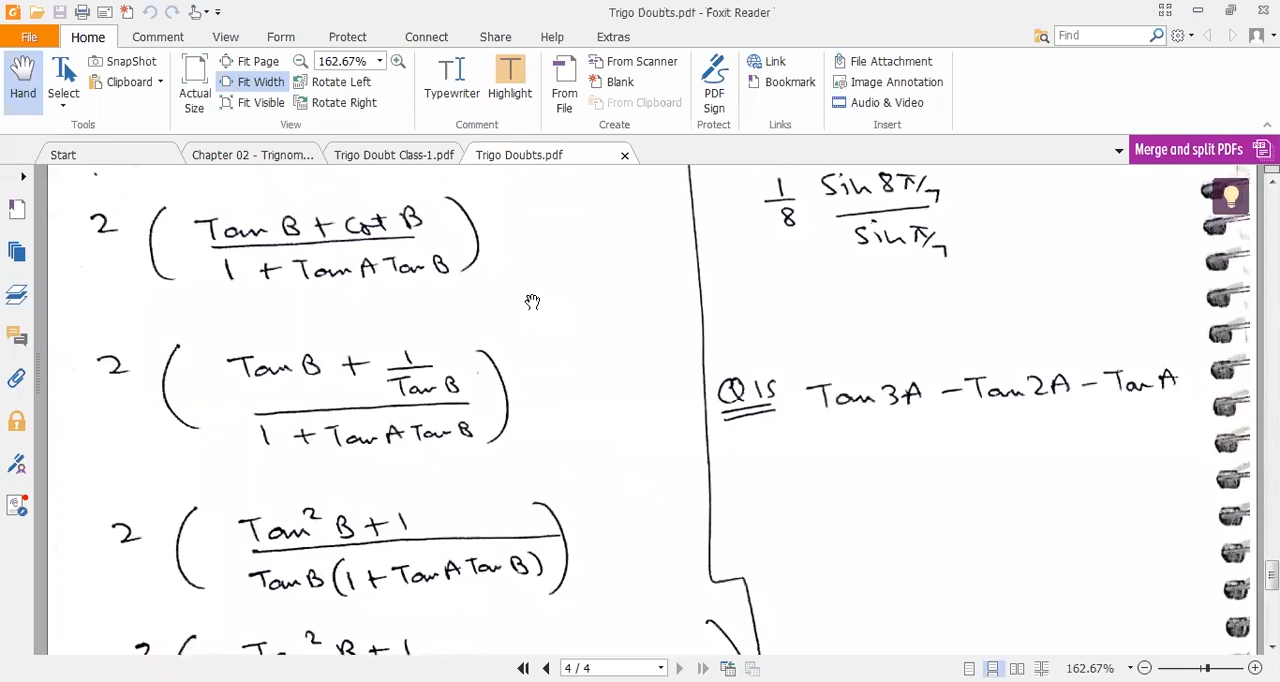 Trigo Doubts.pdf - Foxit Reader
File Home Comment View Form Protect Connect Share Help Extras Find
Hand Select SnapShot Clipboard Actual Size Fit Page Fit Width Fit Visible 162.67% Rotate Left Rotate Right Typewriter Highlight From File From Scanner Blank From Clipboard PDF Sign Link Bookmark File Attachment Image Annotation Audio & Video
Tools View Comment Create Protect Links Insert
Start Chapter 02 - Trignom... Trigo Doubt Class-1.pdf Trigo Doubts.pdf Merge and split PDFs
2 ( Tan B + Cot B
1 + Tan A Tan B )
2 ( Tan B + 1
Tan B
1 + Tan A Tan B )
2 ( Tan² B + 1
Tan B (1 + Tan A Tan B) )
2 ( Tan² B + 1
1/8 Sin 8π/7
Sin π/7
Q 15 Tan 3A - Tan 2A - Tan A
4 / 4 162.67%